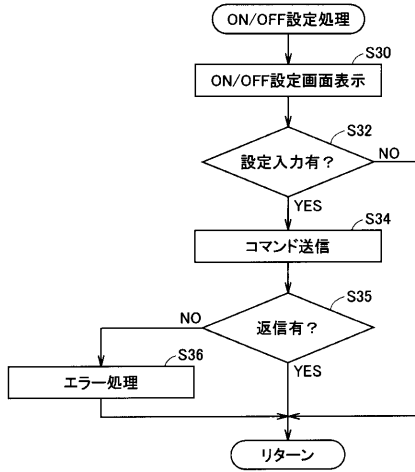 ON/OFF設定処理
S30
ON/OFF設定画面表示
S32
設定入力有?
NO
YES
S34
コマンド送信
S35
返信有?
NO
YES
S36
エラー処理
リターン